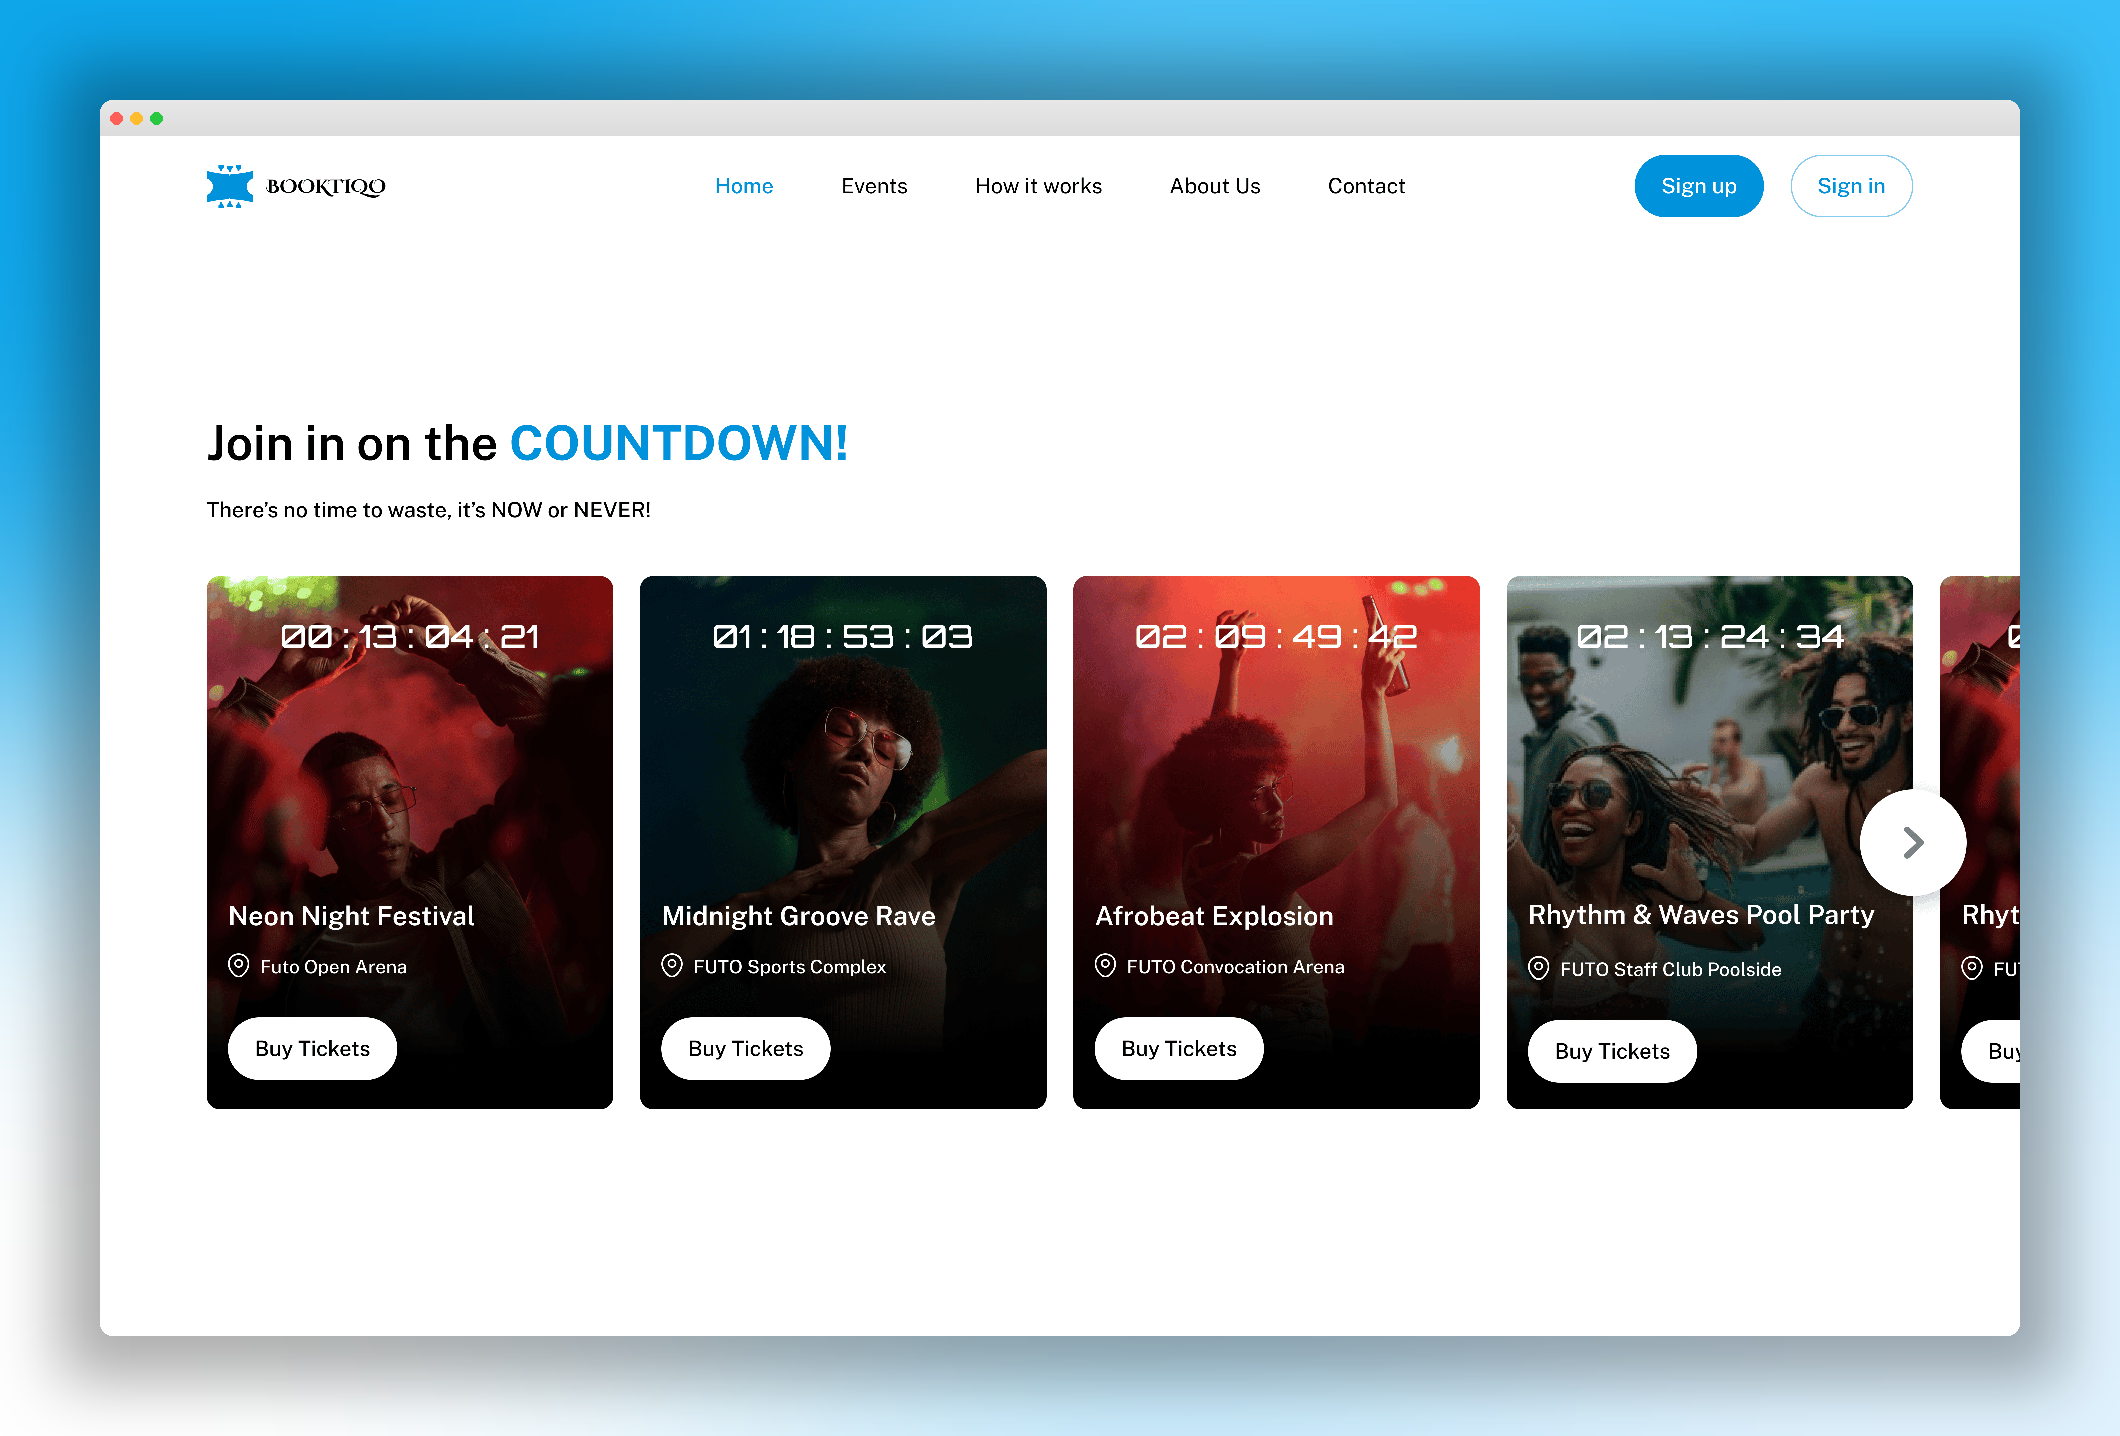 BOOKTIQO
Home Events How it works About Us Contact
Sign up Sign in
Join in on the COUNTDOWN!
There’s no time to waste, it’s NOW or NEVER!
00 : 13 : 04 : 21
01 : 18 : 53 : 03
02 : 09 : 49 : 42
02 : 13 : 24 : 34
Neon Night Festival
Futo Open Arena
Buy Tickets
Midnight Groove Rave
FUTO Sports Complex
Buy Tickets
Afrobeat Explosion
FUTO Convocation Arena
Buy Tickets
Rhythm & Waves Pool Party
FUTO Staff Club Poolside
Buy Tickets